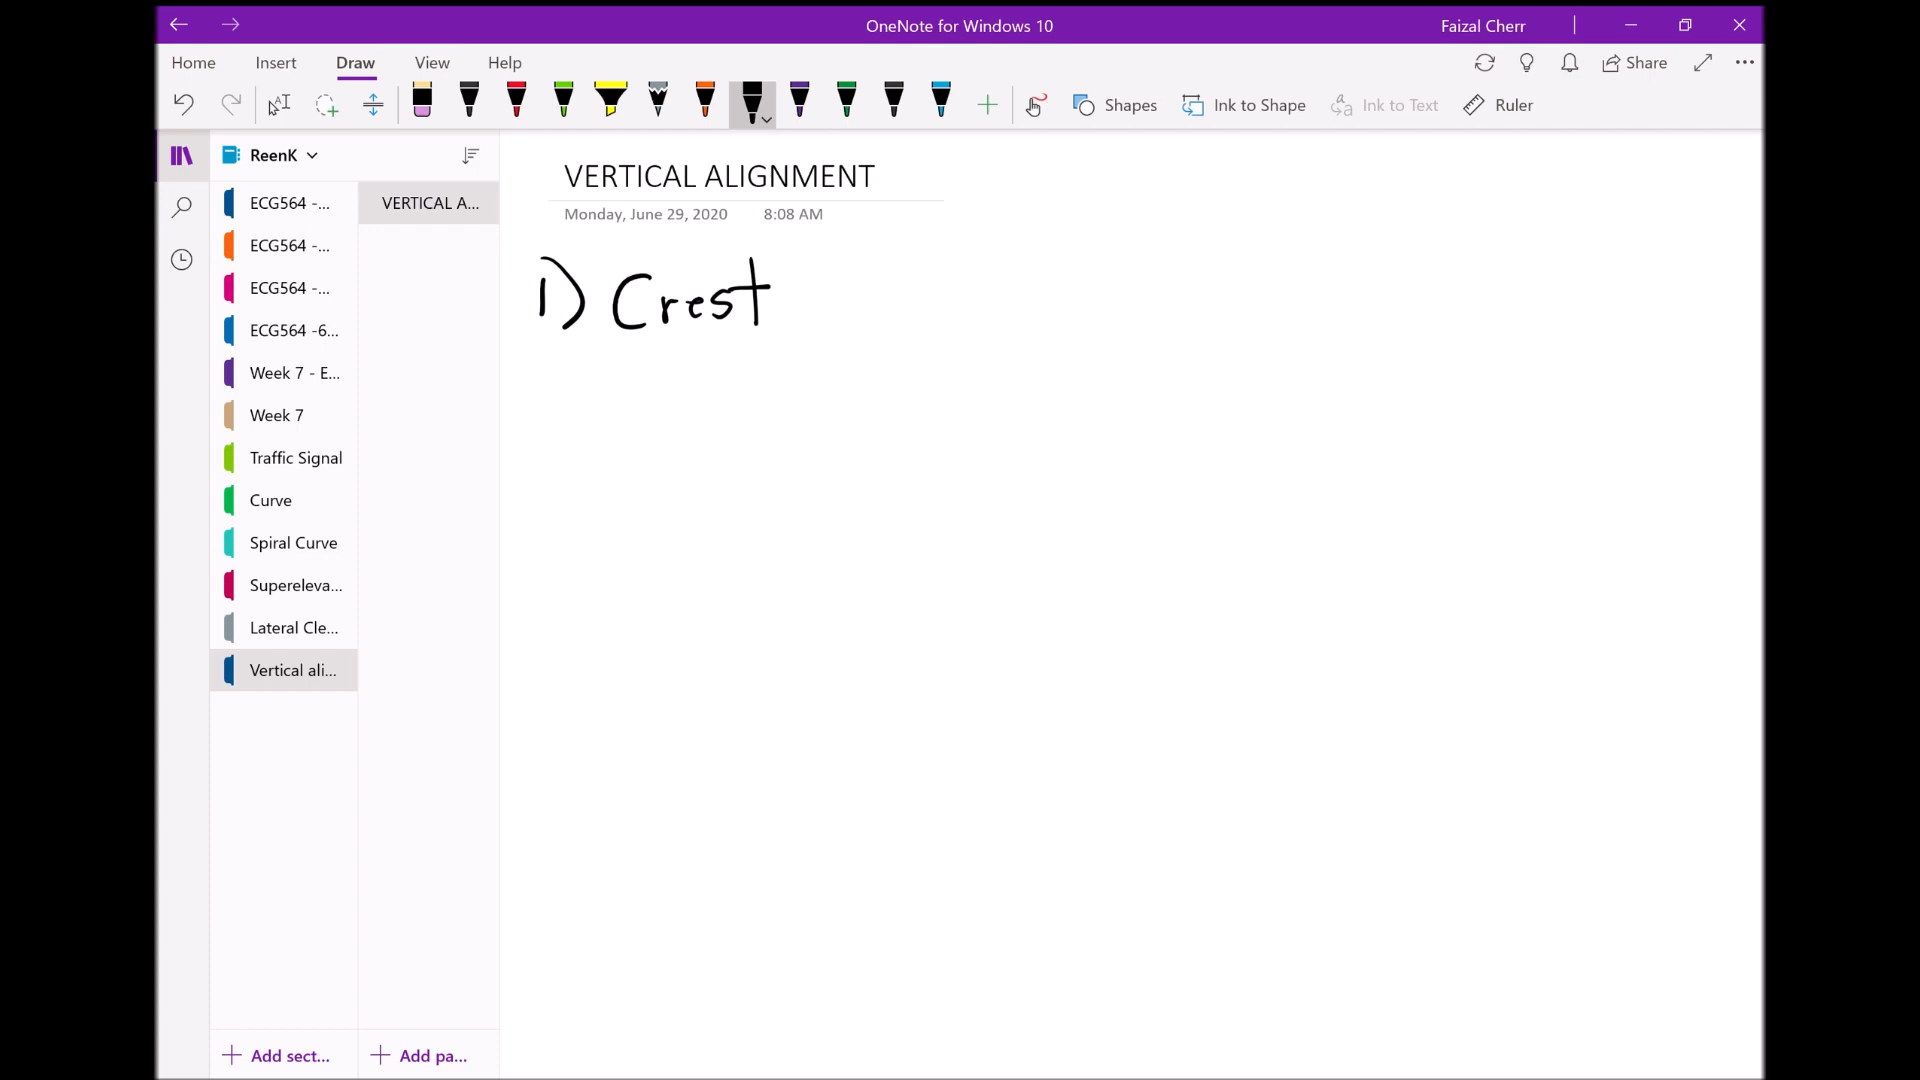 OneNote for Windows 10
Faizal Cherr
Home Insert Draw View Help
Share
Shapes Ink to Shape Ink to Text Ruler
ReenK
ECG564 -...
ECG564 -...
ECG564 -...
ECG564 -6...
Week 7 - E...
Week 7
Traffic Signal
Curve
Spiral Curve
Supereleva...
Lateral Cle...
Vertical ali...
Add sect...
VERTICAL A...
Add pa...
VERTICAL ALIGNMENT
Monday, June 29, 2020 8:08 AM
1) Crest